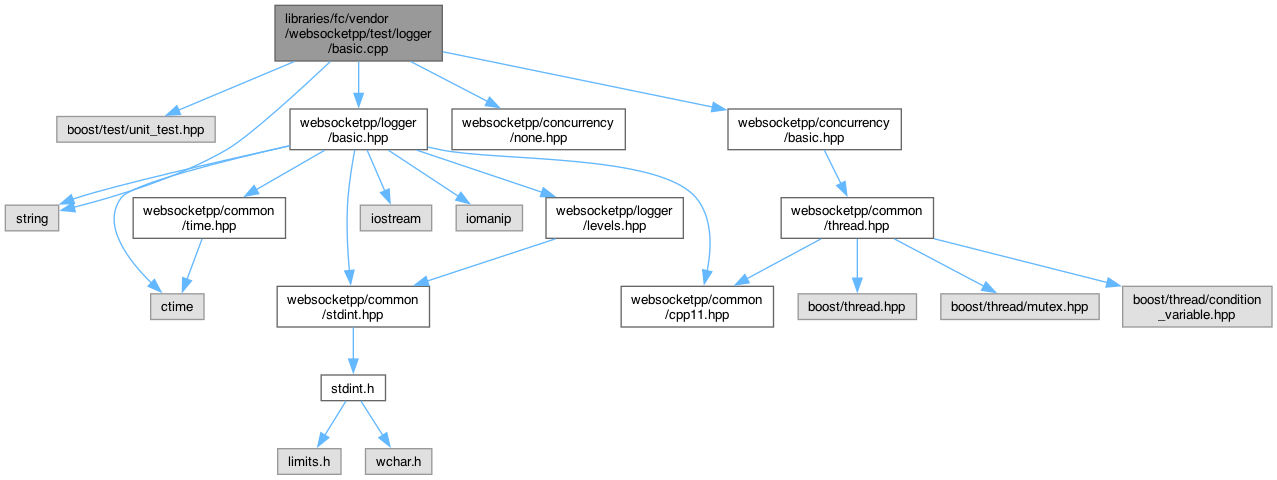 libraries/fc/vendor
/websocketpp/test/logger
/basic.cpp
boost/test/unit_test.hpp
websocketpp/logger
/basic.hpp
websocketpp/concurrency
/none.hpp
websocketpp/concurrency
/basic.hpp
string
websocketpp/common
/time.hpp
iostream
iomanip
websocketpp/logger
/levels.hpp
websocketpp/common
/thread.hpp
ctime
websocketpp/common
/stdint.hpp
websocketpp/common
/cpp11.hpp
boost/thread.hpp
boost/thread/mutex.hpp
boost/thread/condition
_variable.hpp
stdint.h
limits.h
wchar.h